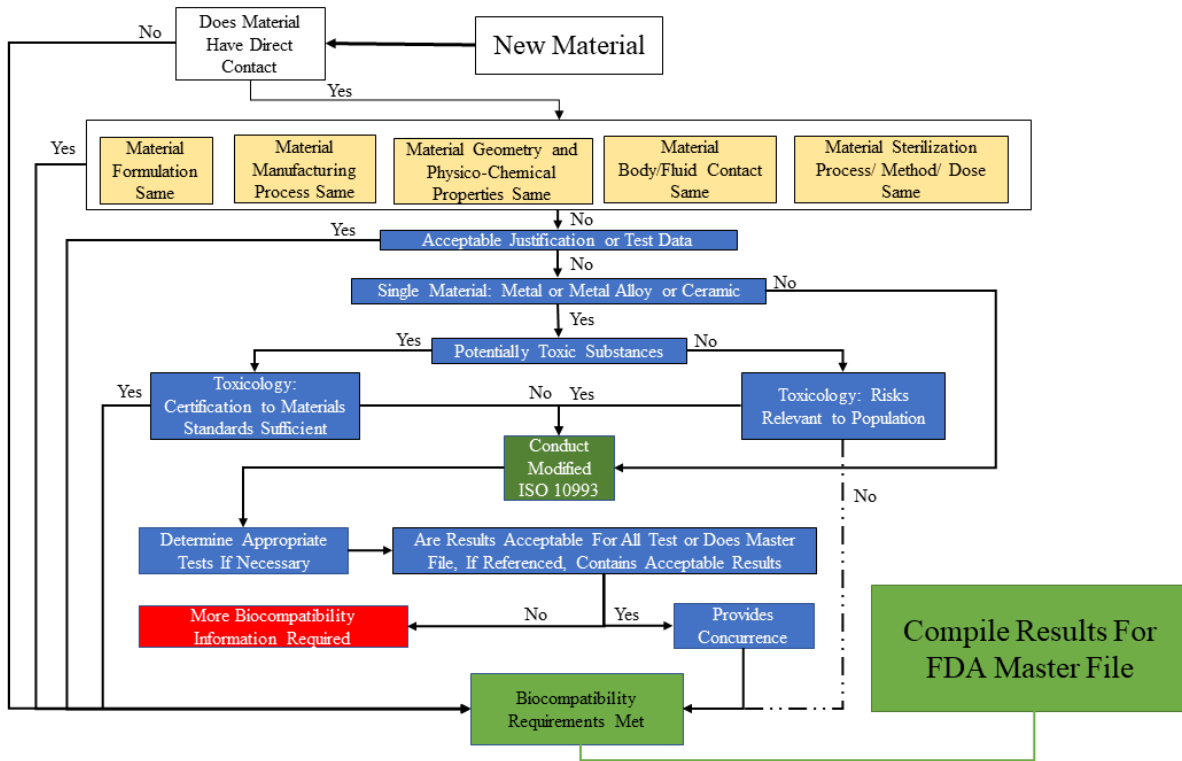 No
Does Material
Have Direct
Contact
New Material
Yes
Yes
Material
Formulation
Same
Material
Manufacturing
Process Same
Material Geometry and
Physico-Chemical
Properties Same
Material
Body/Fluid Contact
Same
Material Sterilization
Process/ Method/ Dose
Same
No
Yes
Acceptable Justification or Test Data
No
Single Material: Metal or Metal Alloy or Ceramic
No
Yes
Yes
Potentially Toxic Substances
No
Yes
Toxicology:
Certification to Materials
Standards Sufficient
No
Yes
Toxicology: Risks
Relevant to Population
Conduct
Modified
ISO 10993
No
Determine Appropriate
Tests If Necessary
Are Results Acceptable For All Test or Does Master
File, If Referenced, Contains Acceptable Results
More Biocompatibility
Information Required
No
Yes
Provides
Concurrence
Compile Results For
FDA Master File
Biocompatibility
Requirements Met